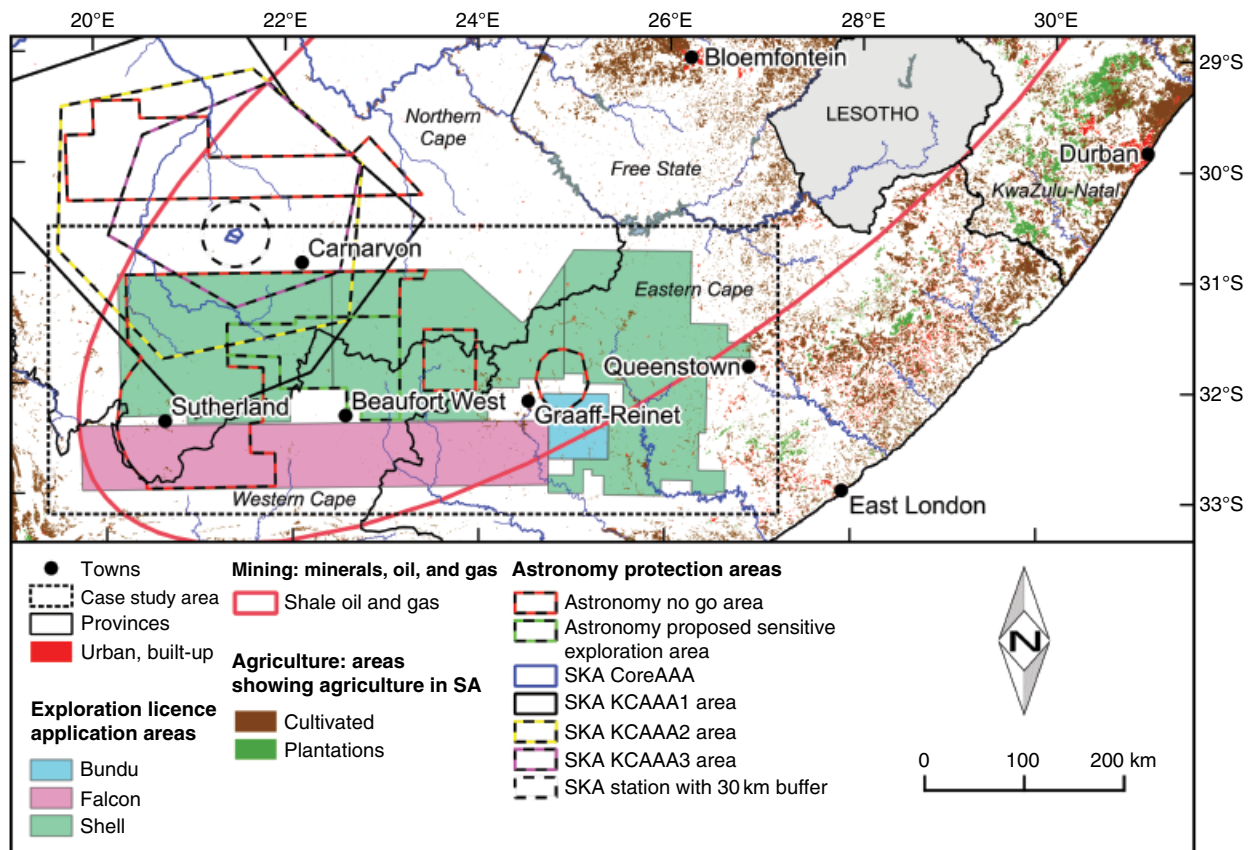 20°E
22°E
24°E
26°E
28°E
30°E
29°S
30°S
31°S
32°S
33°S
Bloemfontein
Northern
Cape
LESOTHO
Free State
Durban
KwaZulu-Natal
Carnarvon
Eastern Cape
Queenstown
Sutherland
Beaufort West
Graaff-Reinet
Western Cape
East London
Towns
Case study area
Provinces
Urban, built-up
Exploration licence
application areas
Bundu
Falcon
Shell
Mining: minerals, oil, and gas
Shale oil and gas
Agriculture: areas
showing agriculture in SA
Cultivated
Plantations
Astronomy protection areas
Astronomy no go area
Astronomy proposed sensitive
exploration area
SKA CoreAAA
SKA KCAAA1 area
SKA KCAAA2 area
SKA KCAAA3 area
SKA station with 30 km buffer
N
0
100
200 km